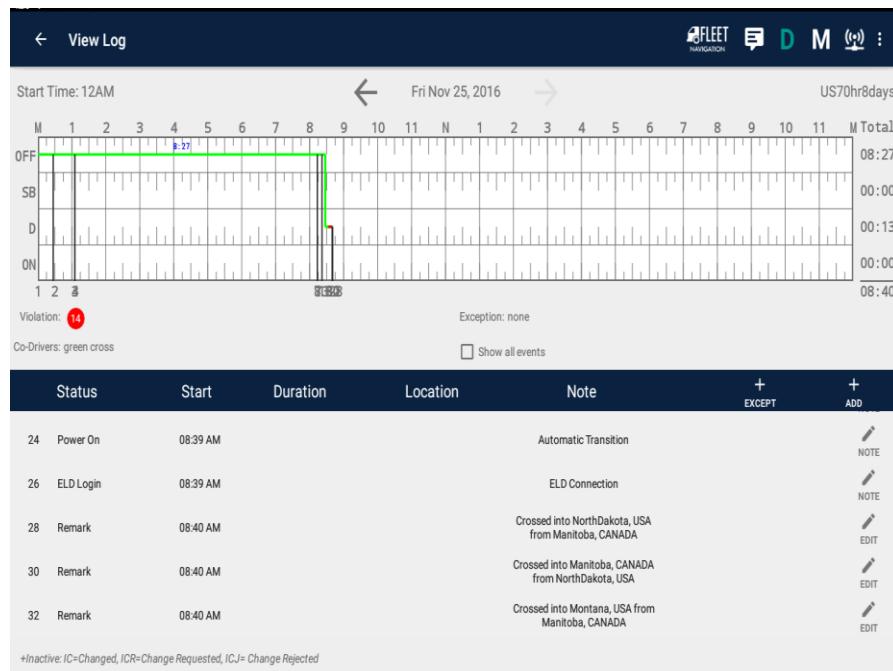 View Log
FLEET
NAVIGATION
D M
Start Time: 12AM
Fri Nov 25, 2016
US70hr8days
M 1 2 3 4 5 6 7 8 9 10 11 N 1 2 3 4 5 6 7 8 9 10 11 M Total
8:27
OFF 08:27
SB 00:00
D 00:13
ON 00:00
1 2
08:40
Violation: 14
Exception: none
Co-Drivers: green cross
Show all events
Status Start Duration Location Note + EXCEPT + ADD
24 Power On 08:39 AM Automatic Transition NOTE
26 ELD Login 08:39 AM ELD Connection NOTE
28 Remark 08:40 AM Crossed into NorthDakota, USA
from Manitoba, CANADA EDIT
30 Remark 08:40 AM Crossed into Manitoba, CANADA
from NorthDakota, USA EDIT
32 Remark 08:40 AM Crossed into Montana, USA from
Manitoba, CANADA EDIT
+Inactive: IC=Changed, ICR=Change Requested, ICJ= Change Rejected